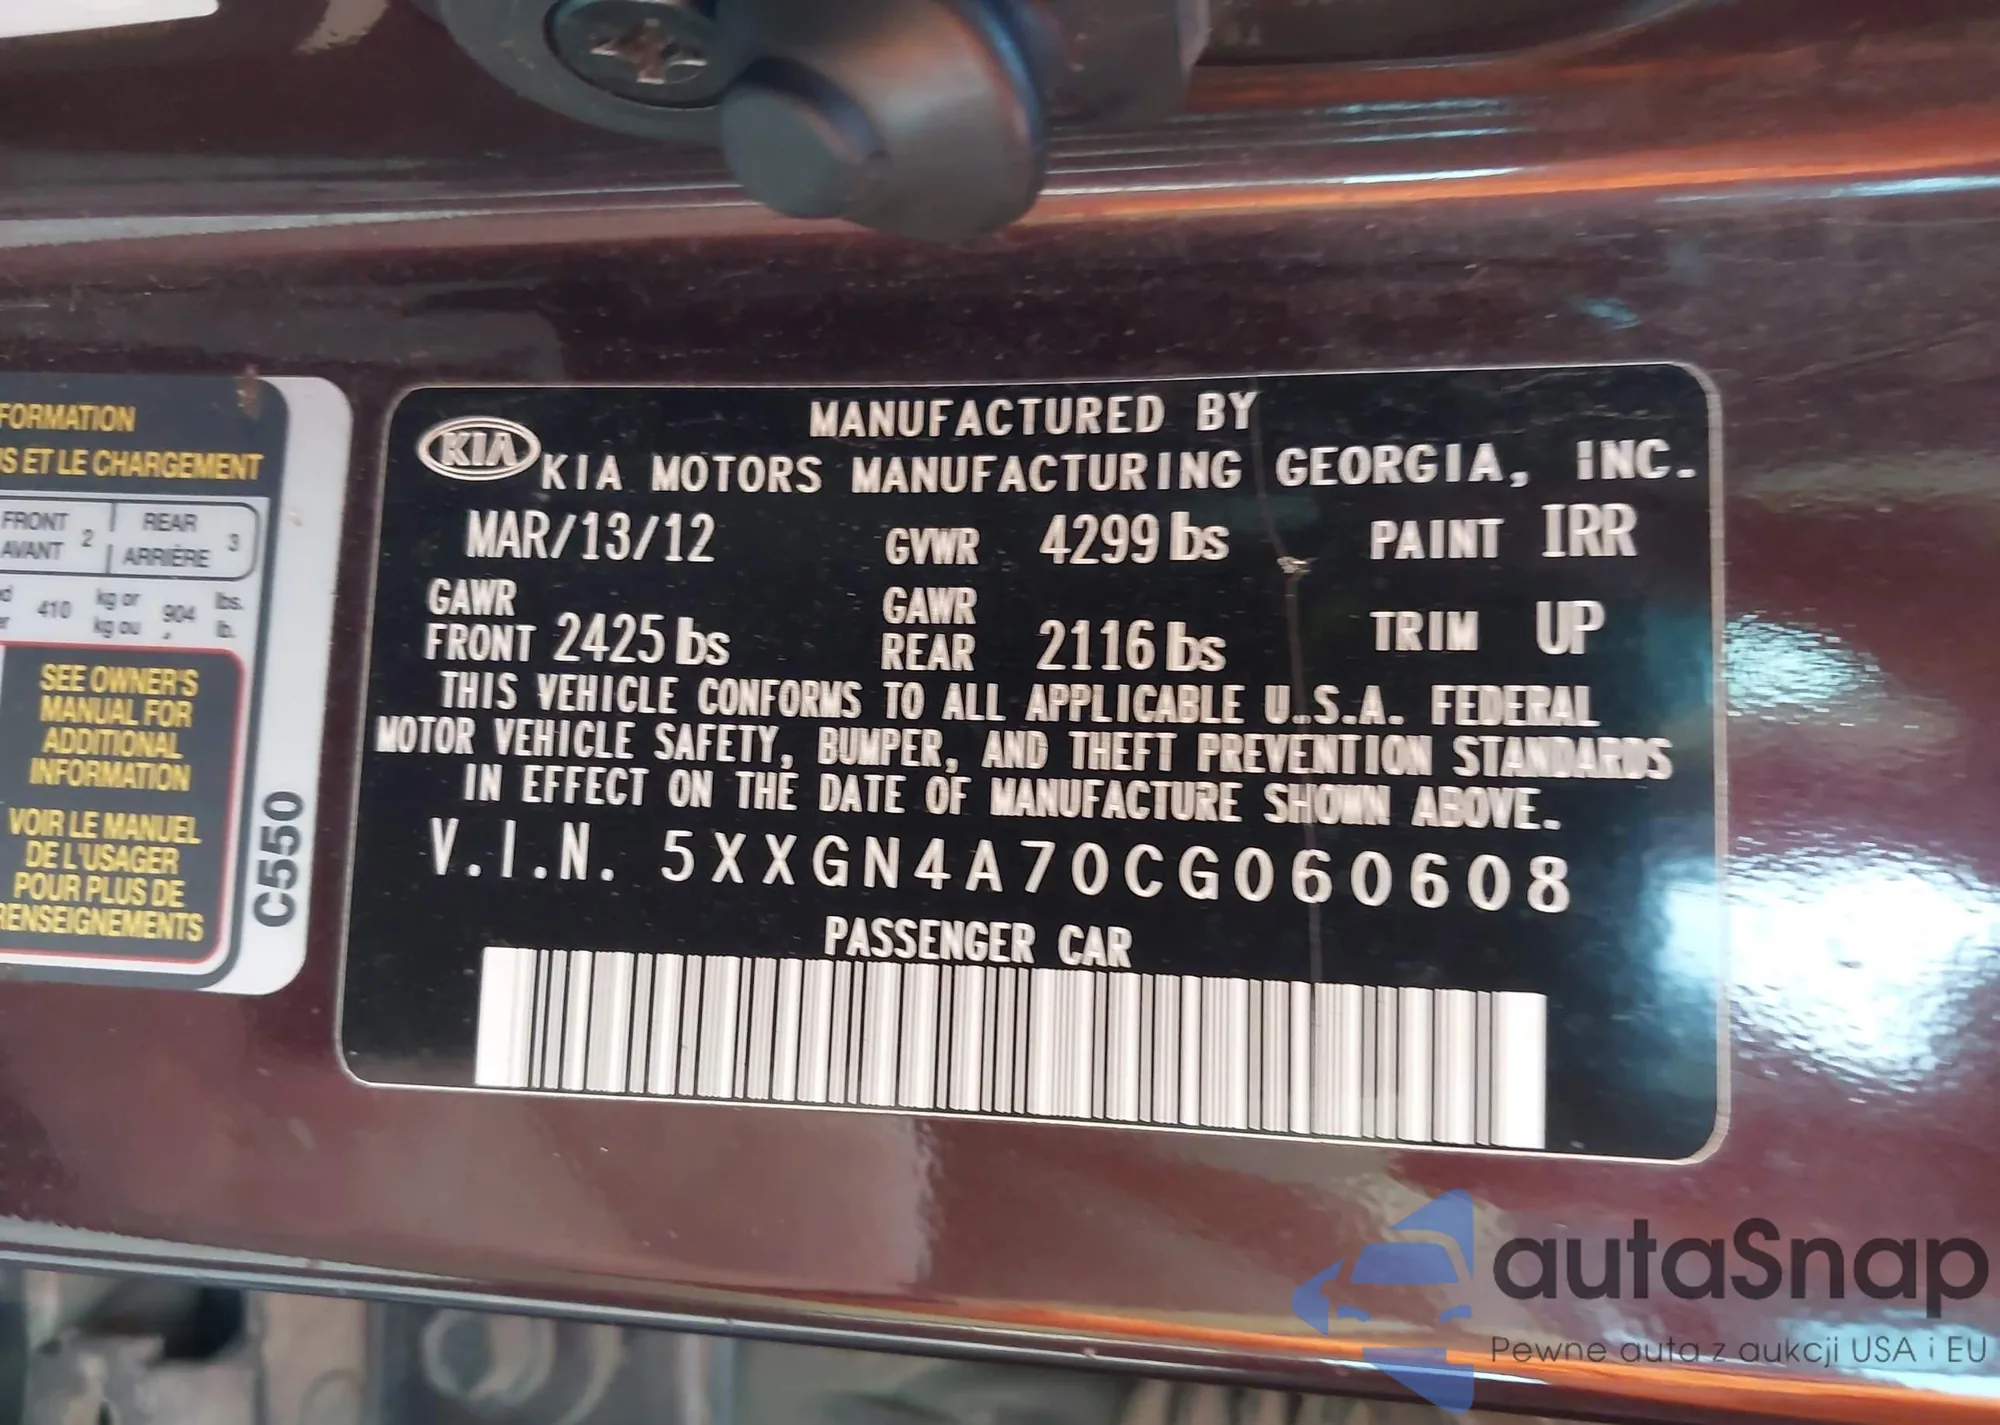 FORMATION
S ET LE CHARGEMENT
FRONT 2 REAR 3
AVANT ARRIÈRE
410 kg or 904 lbs.
kg ou lb.
SEE OWNER'S
MANUAL FOR
ADDITIONAL
INFORMATION
VOIR LE MANUEL
DE L'USAGER
POUR PLUS DE
RENSEIGNEMENTS
C550
MANUFACTURED BY
KIA KIA MOTORS MANUFACTURING GEORGIA, INC.
MAR/13/12 GVWR 4299 lbs PAINT IRR
GAWR GAWR
FRONT 2425 lbs REAR 2116 lbs TRIM UP
THIS VEHICLE CONFORMS TO ALL APPLICABLE U.S.A. FEDERAL
MOTOR VEHICLE SAFETY, BUMPER, AND THEFT PREVENTION STANDARDS
IN EFFECT ON THE DATE OF MANUFACTURE SHOWN ABOVE.
V.I.N. 5XXGN4A70CG060608
PASSENGER CAR
autaSnap
Pewne auta z aukcji USA i EU